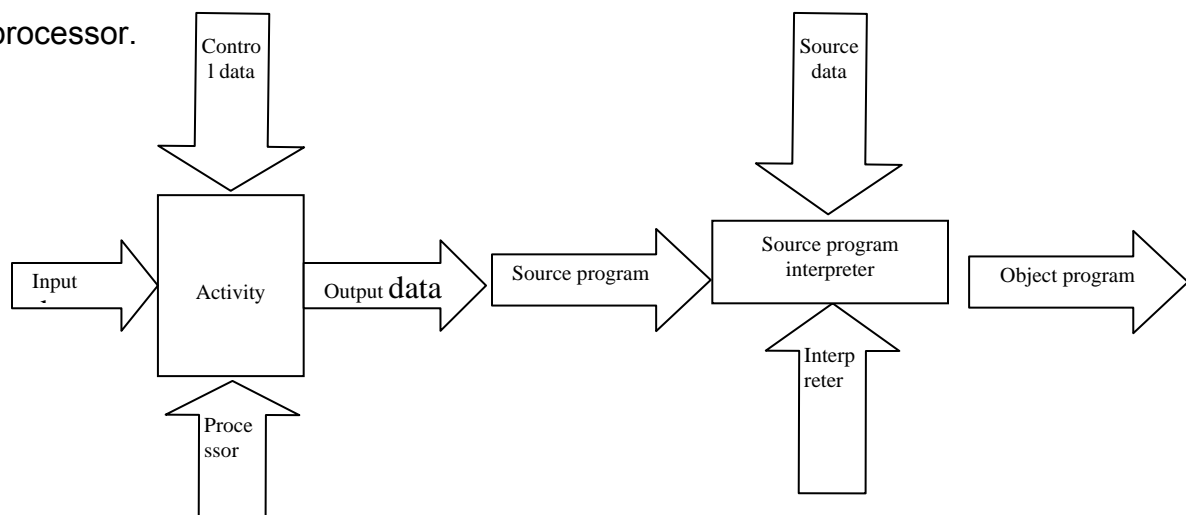 processor.
Contro
l data
Source
data
Source program
interpreter
Input
Activity
Output data
Source program
Object program
Interp
reter
Proce
ssor